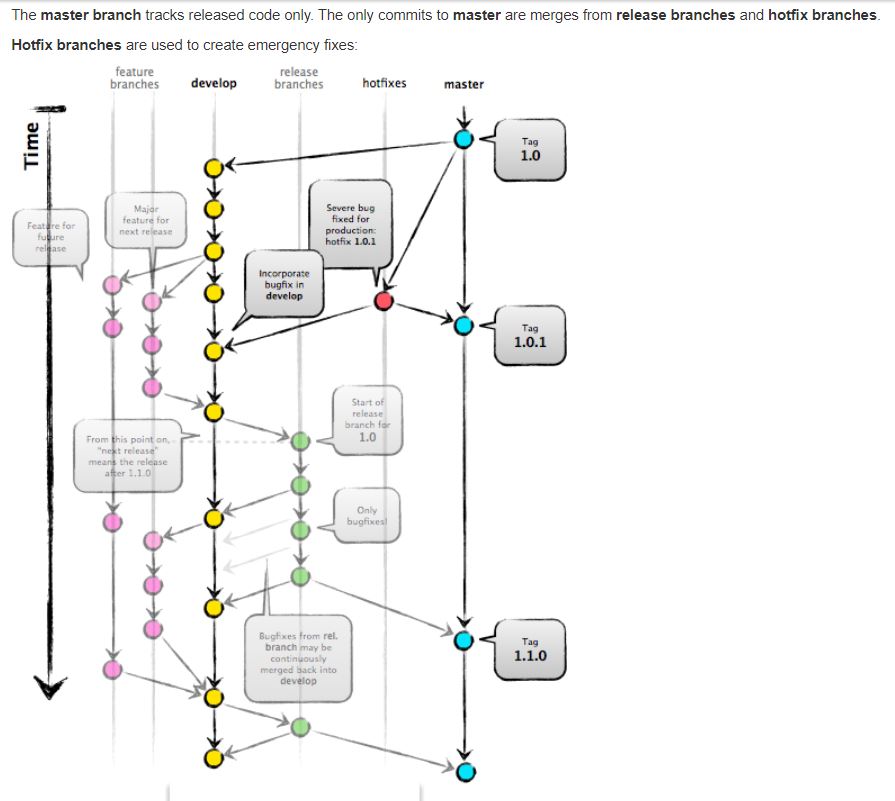 The master branch tracks released code only. The only commits to master are merges from release branches and hotfix branches.
Hotfix branches are used to create emergency fixes:
feature
branches
develop
release
branches
hotfixes
master
Time
Tag
1.0
Feature for
future
release
Major
feature for
next release
Severe bug
fixed for
production:
hotfix 1.0.1
Incorporate
bugfix in
develop
Tag
1.0.1
Start of
release
branch for
1.0
From this point on,
"next release"
means the release
after 1.1.0
Only
bugfixes!
Bugfixes from rel.
branch may be
continuously
merged back into
develop
Tag
1.1.0